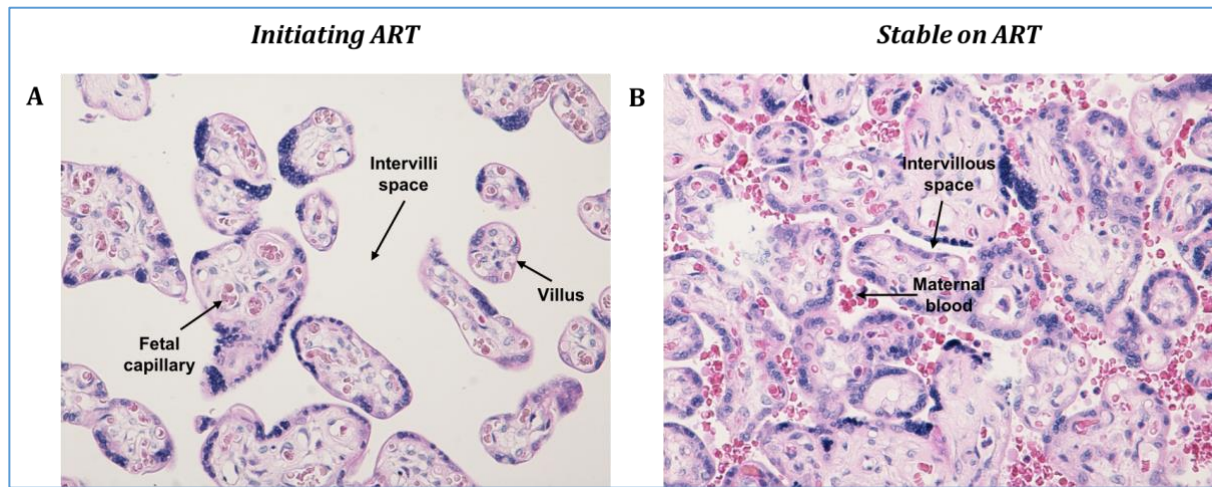 Initiating ART
Stable on ART
A
Intervilli
space
Villus
Fetal
capillary
B
Intervillous
space
Maternal
blood